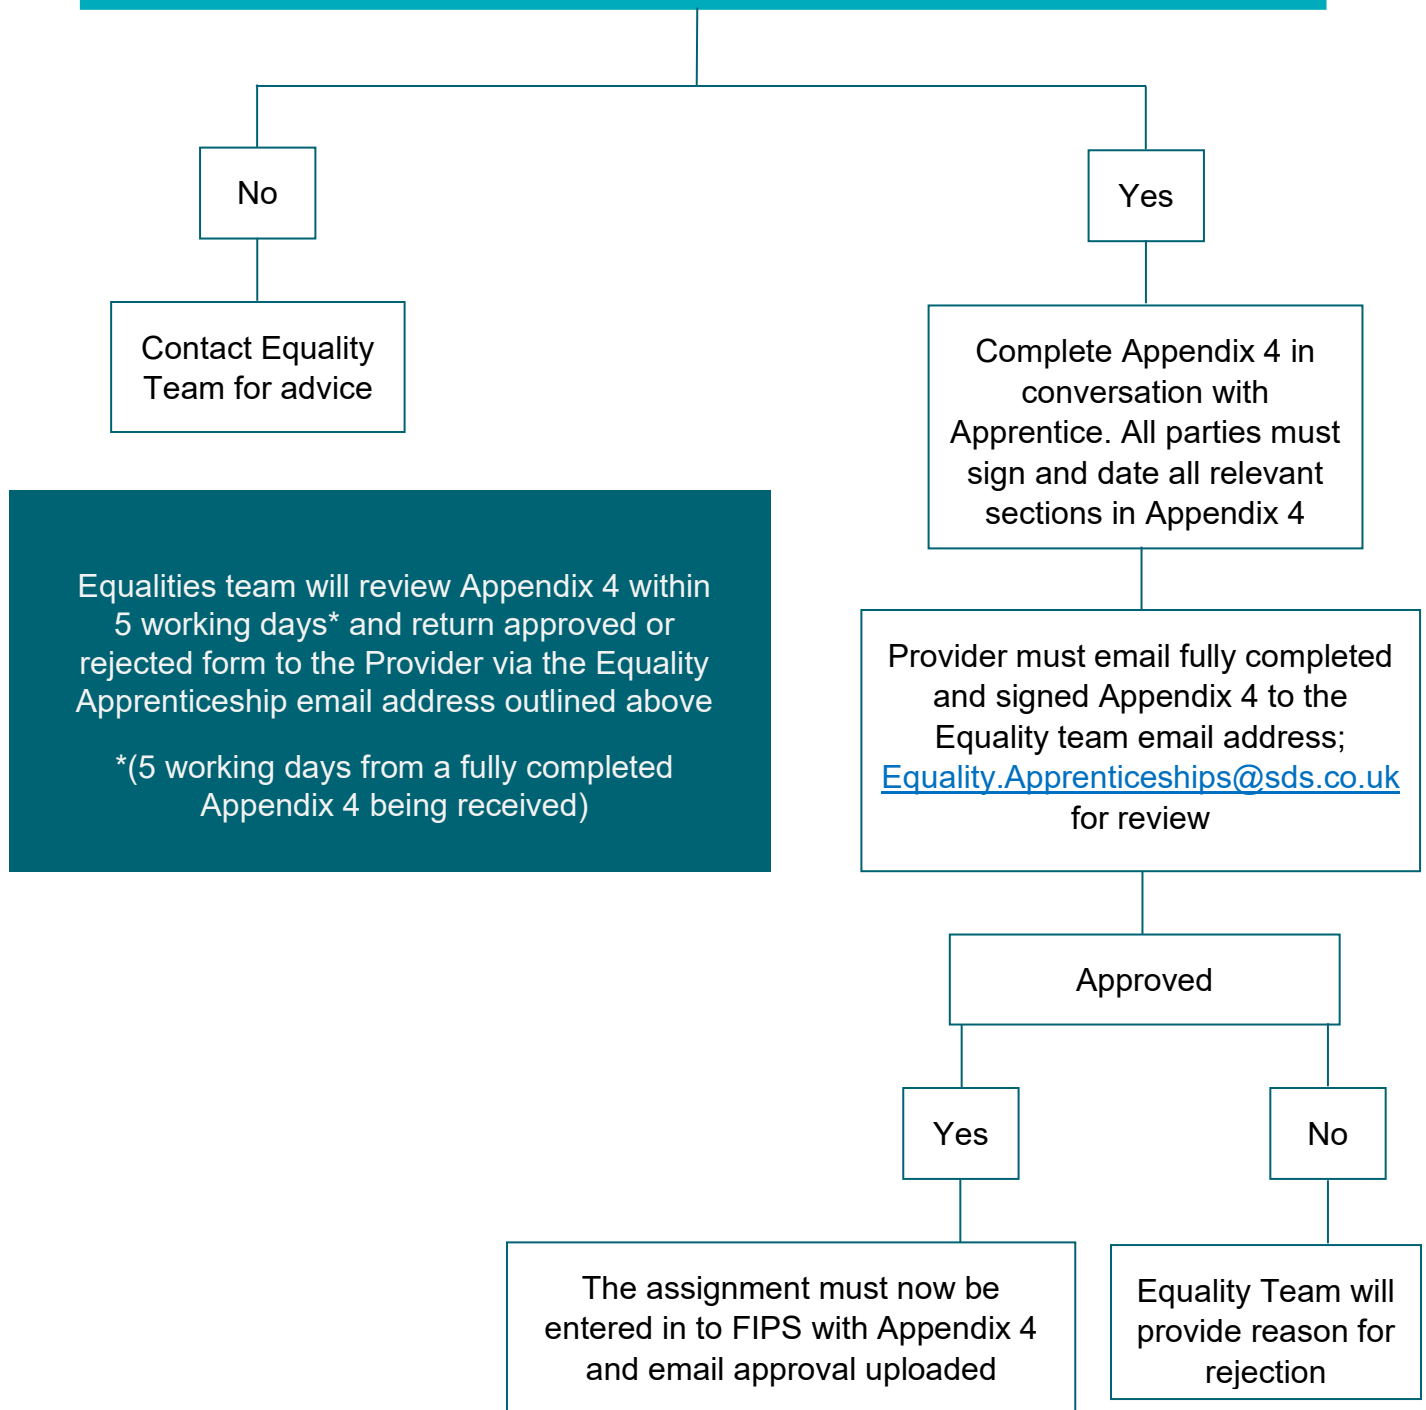 No
Yes
Contact Equality
Team for advice
Complete Appendix 4 in
conversation with
Apprentice. All parties must
sign and date all relevant
sections in Appendix 4
Equalities team will review Appendix 4 within
5 working days* and return approved or
rejected form to the Provider via the Equality
Apprenticeship email address outlined above
*(5 working days from a fully completed
Appendix 4 being received)
Provider must email fully completed
and signed Appendix 4 to the
Equality team email address;
Equality.Apprenticeships@sds.co.uk
for review
Approved
Yes
No
The assignment must now be
entered in to FIPS with Appendix 4
and email approval uploaded
Equality Team will
provide reason for
rejection